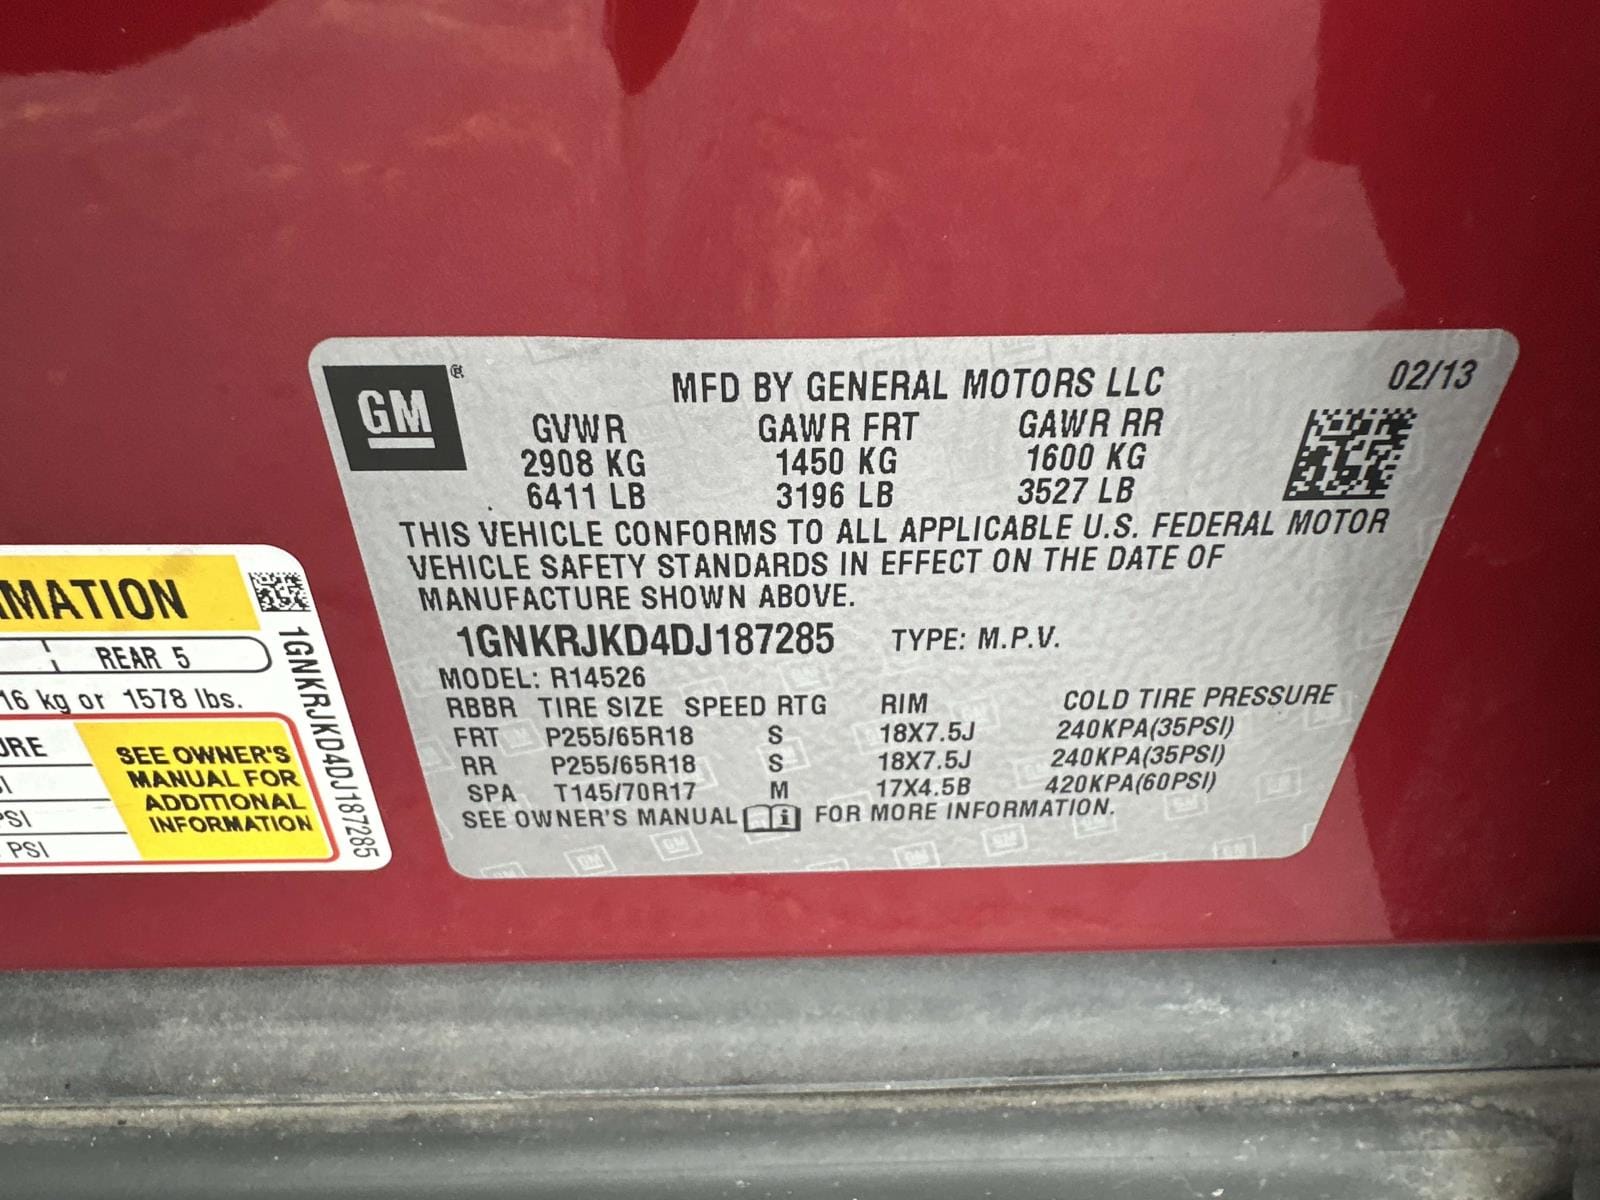 GM®
MFD BY GENERAL MOTORS LLC
02/13
GVWR GAWR FRT GAWR RR
2908 KG 1450 KG 1600 KG
6411 LB 3196 LB 3527 LB
THIS VEHICLE CONFORMS TO ALL APPLICABLE U.S. FEDERAL MOTOR
VEHICLE SAFETY STANDARDS IN EFFECT ON THE DATE OF
MANUFACTURE SHOWN ABOVE.
1GNKRJKD4DJ187285 TYPE: M.P.V.
MODEL: R14526
RBBR TIRE SIZE SPEED RTG RIM COLD TIRE PRESSURE
FRT P255/65R18 S 18X7.5J 240KPA(35PSI)
RR P255/65R18 S 18X7.5J 240KPA(35PSI)
SPA T145/70R17 M 17X4.5B 420KPA(60PSI)
SEE OWNER'S MANUAL i FOR MORE INFORMATION.
MATION
REAR 5
16 kg or 1578 lbs.
URE
SI
PSI
PSI
SEE OWNER'S
MANUAL FOR
ADDITIONAL
INFORMATION
1GNKRJKD4DJ187285